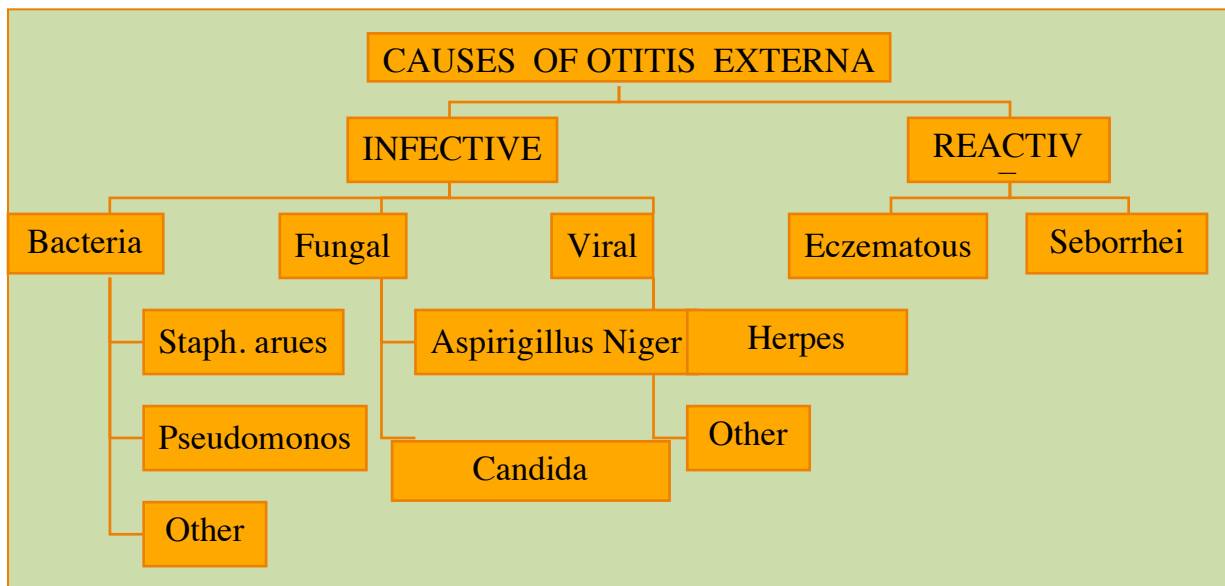 CAUSES OF OTITIS EXTERNA
INFECTIVE
REACTIV
Bacteria
Fungal
Viral
Eczematous
Seborrhei
Staph. arues
Aspirigillus Niger
Herpes
Pseudomonos
Candida
Other
Other